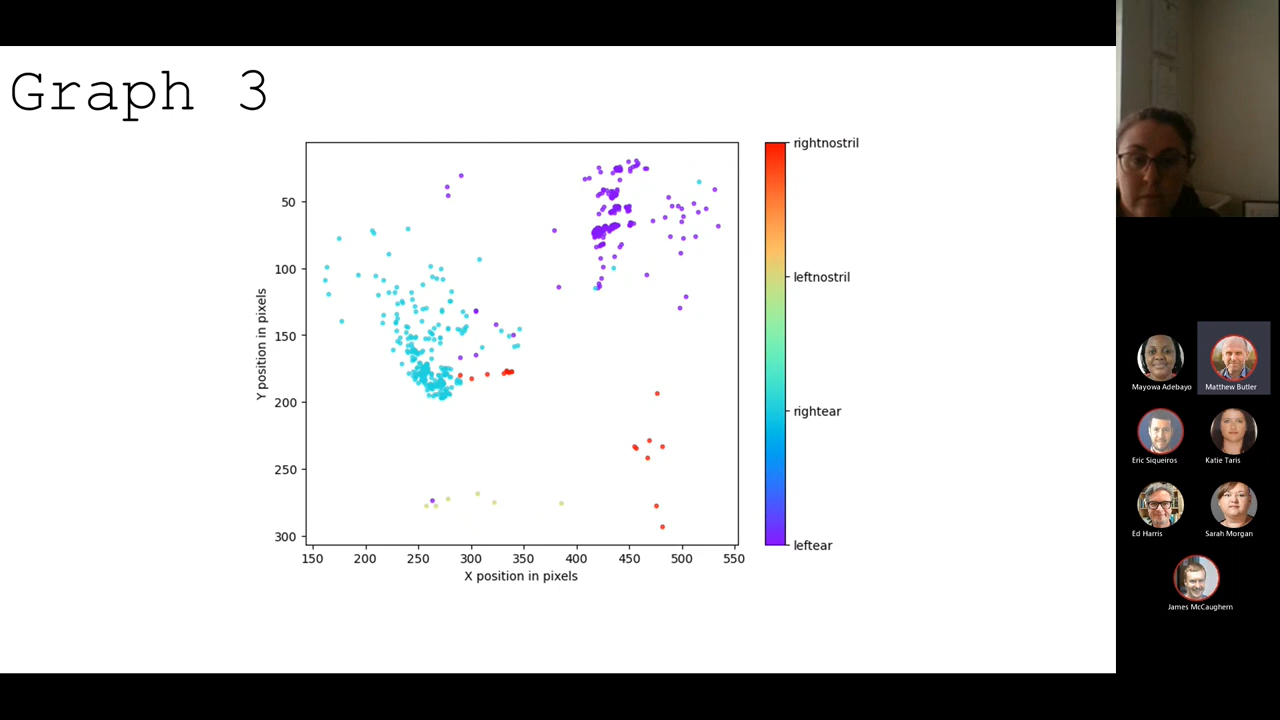 Graph 3
rightnostril
leftnostril
rightear
leftear
50
100
150
200
250
300
Y position in pixels
150 200 250 300 350 400 450 500 550
X position in pixels
Mayowa Adebayo
Matthew Butler
Eric Siqueiros
Katie Taris
Ed Harris
Sarah Morgan
James McCaughern